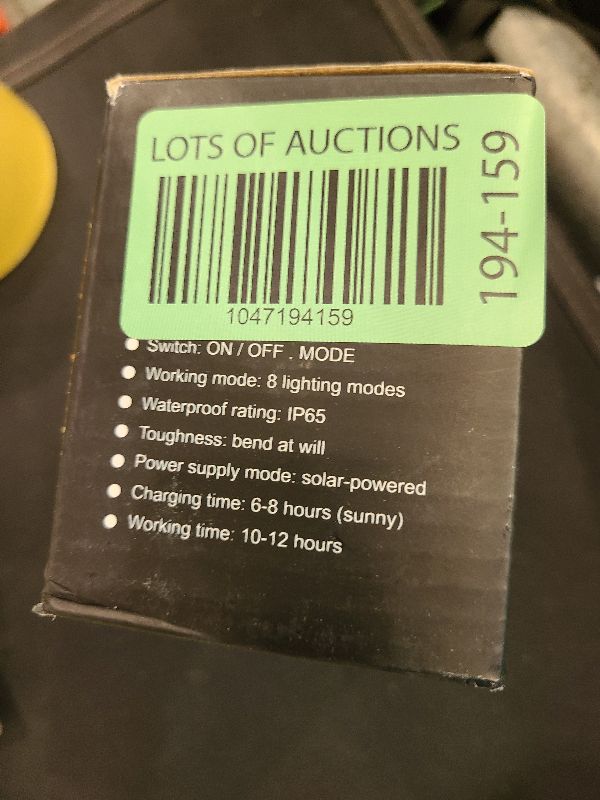 LOTS OF AUCTIONS
194-159
1047194159
Switch: ON / OFF . MODE
Working mode: 8 lighting modes
Waterproof rating: IP65
Toughness: bend at will
Power supply mode: solar-powered
Charging time: 6-8 hours (sunny)
Working time: 10-12 hours